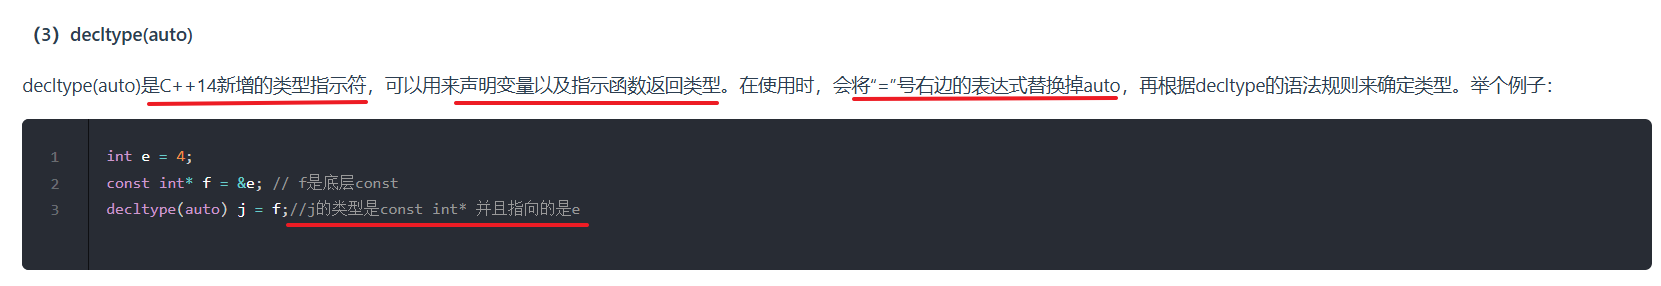 （3）decltype(auto)
decltype(auto)是C++14新增的类型指示符，可以用来声明变量以及指示函数返回类型。在使用时，会将“=”号右边的表达式替换掉auto，再根据decltype的语法规则来确定类型。举个例子：
1 int e = 4;
2 const int* f = &e; // f是底层const
3 decltype(auto) j = f;//j的类型是const int* 并且指向的是e